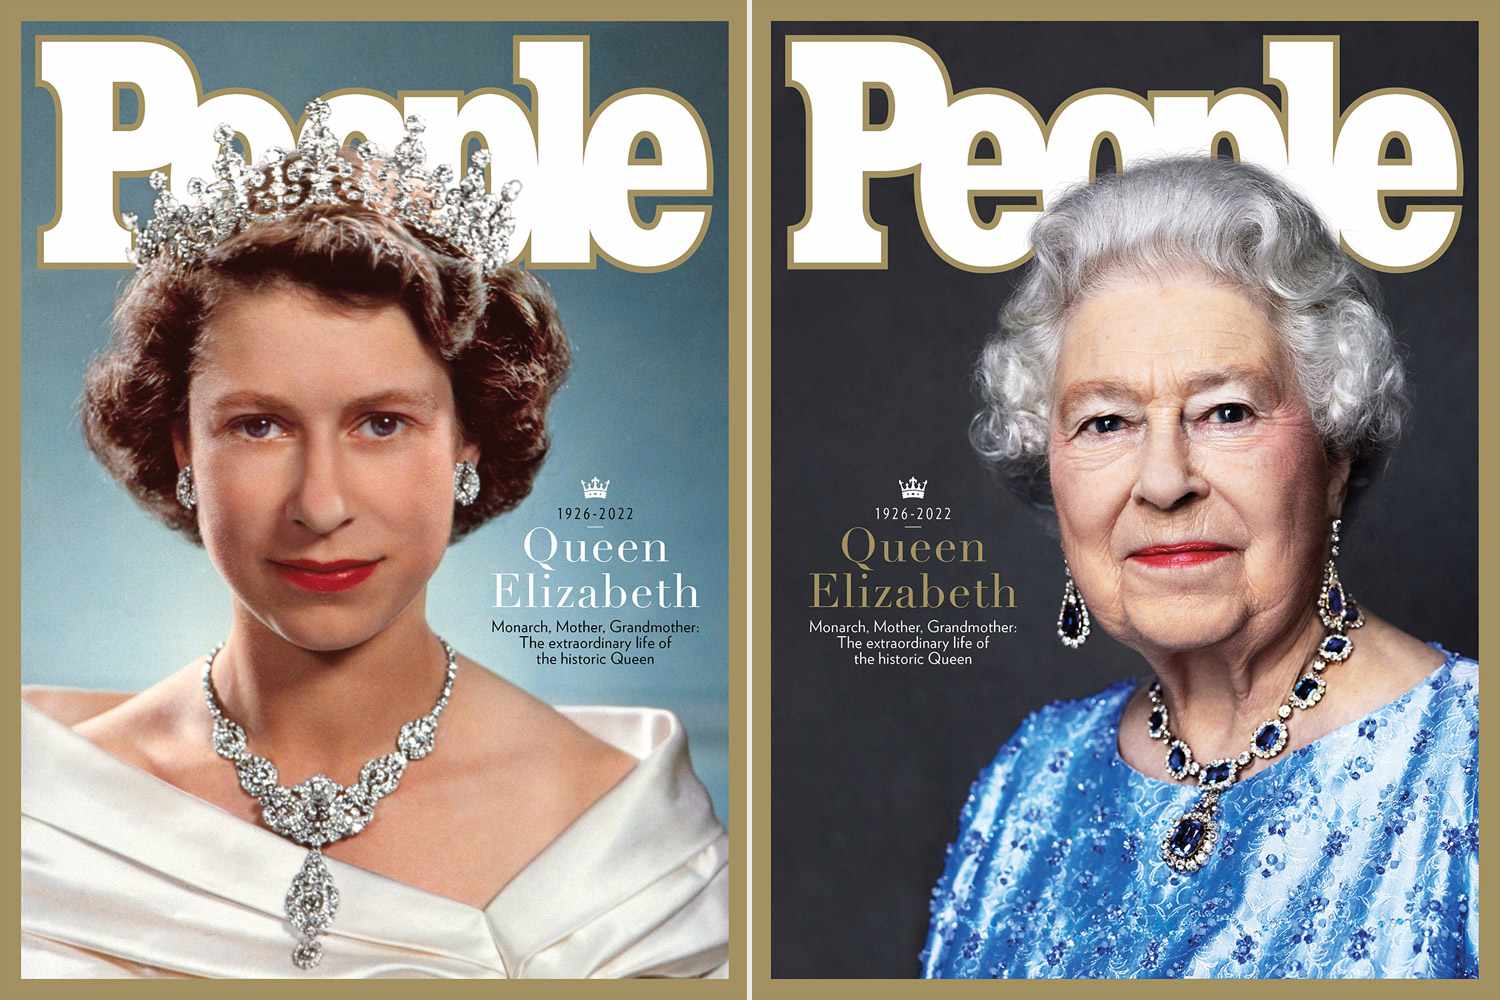 People
1926-2022
Queen
Elizabeth
Monarch, Mother, Grandmother:
The extraordinary life of
the historic Queen
People
1926-2022
Queen
Elizabeth
Monarch, Mother, Grandmother:
The extraordinary life of
the historic Queen